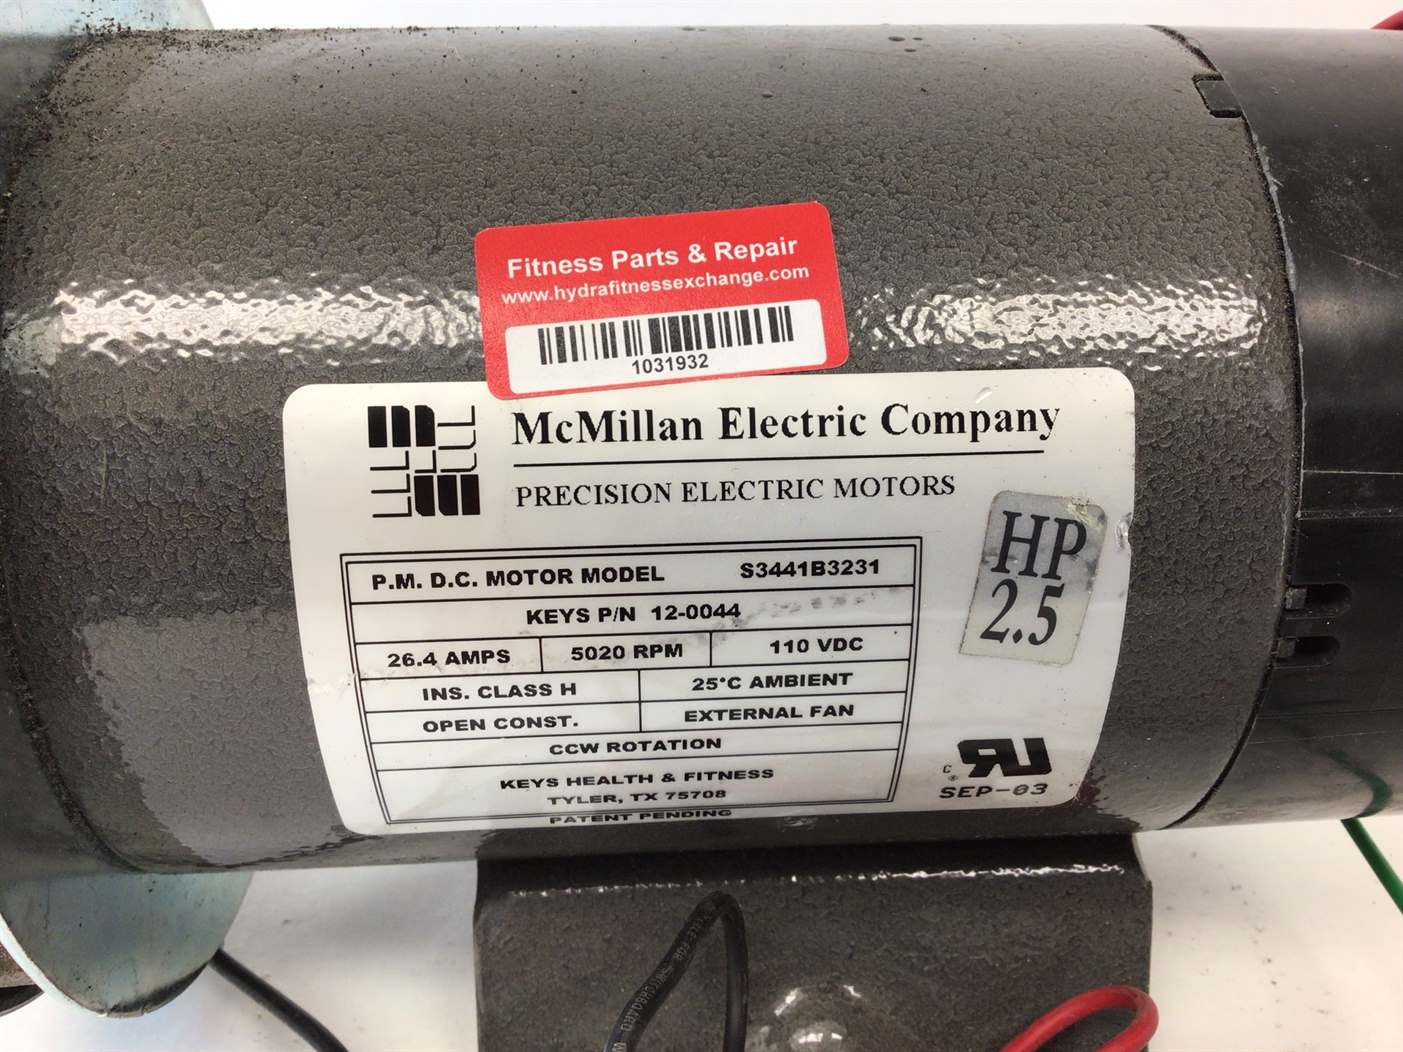 Fitness Parts & Repair
www.hydrafitnessexchange.com
1031932
McMillan Electric Company
PRECISION ELECTRIC MOTORS
HP
2.5
P.M. D.C. MOTOR MODEL S3441B3231
KEYS P/N 12-0044
26.4 AMPS 5020 RPM 110 VDC
INS. CLASS H 25°C AMBIENT
OPEN CONST. EXTERNAL FAN
CCW ROTATION
KEYS HEALTH & FITNESS
TYLER, TX 75708
PATENT PENDING
SEP-03